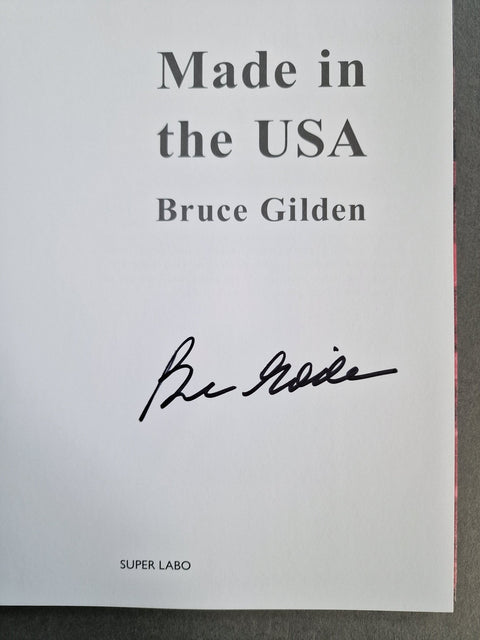 Made in
the USA
Bruce Gilden
SUPER LABO